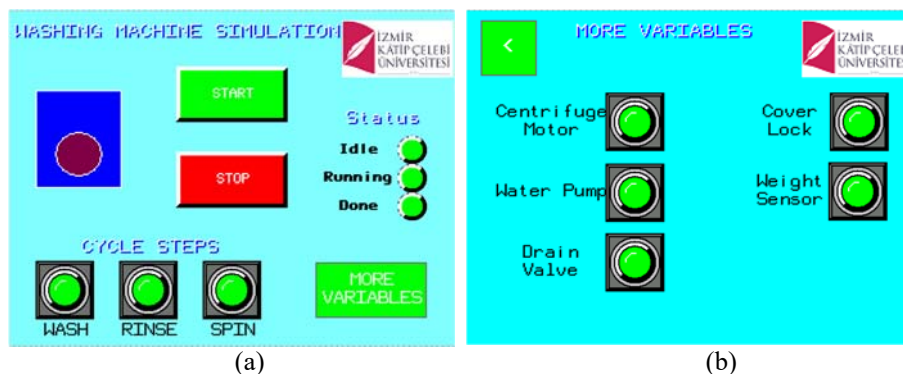 WASHING MACHINE SIMULATION
İZMİR
KÂTİP ÇELEBİ
ÜNİVERSİTESİ
START
STOP
Status
Idle
Running
Done
CYCLE STEPS
WASH
RINSE
SPIN
MORE
VARIABLES
(a)
<
MORE VARIABLES
İZMİR
KÂTİP ÇELEBİ
ÜNİVERSİTESİ
Centrifuge
Motor
Cover
Lock
Water Pump
Weight
Sensor
Drain
Valve
(b)